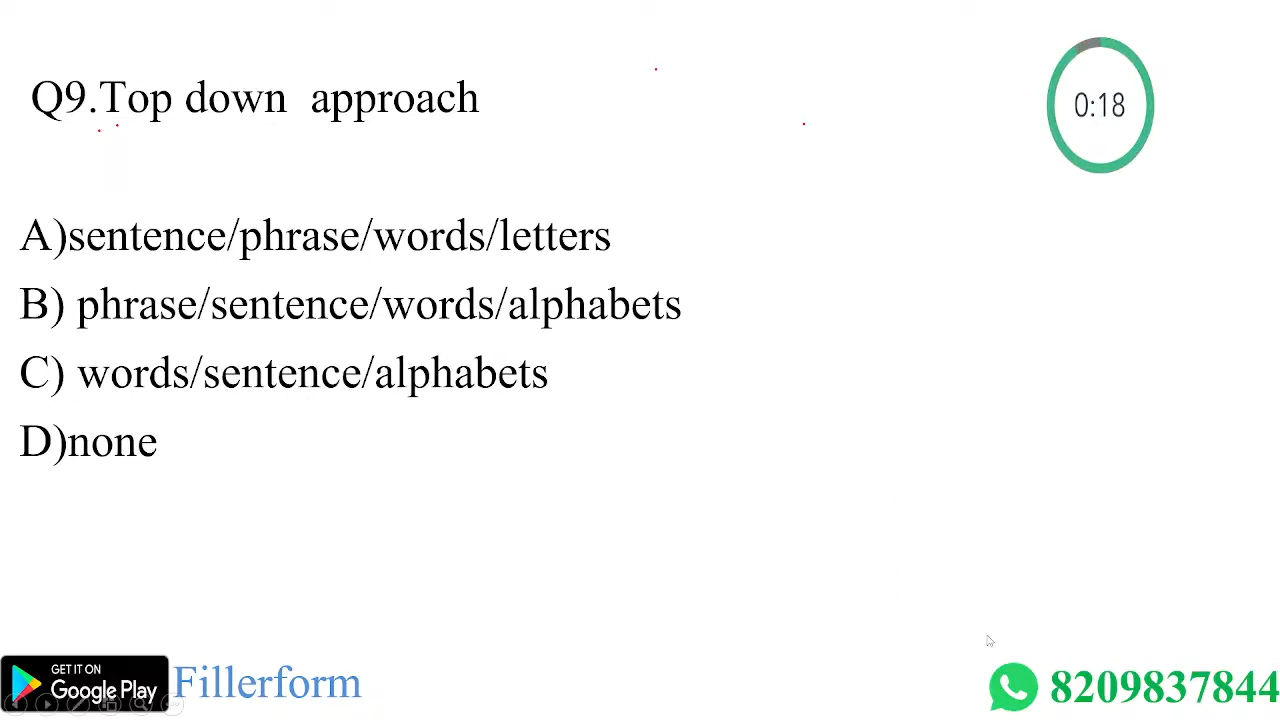 Q9.Top down approach
0:18
A)sentence/phrase/words/letters
B) phrase/sentence/words/alphabets
C) words/sentence/alphabets
D)none
GET IT ON
Google Play
Fillerform
8209837844